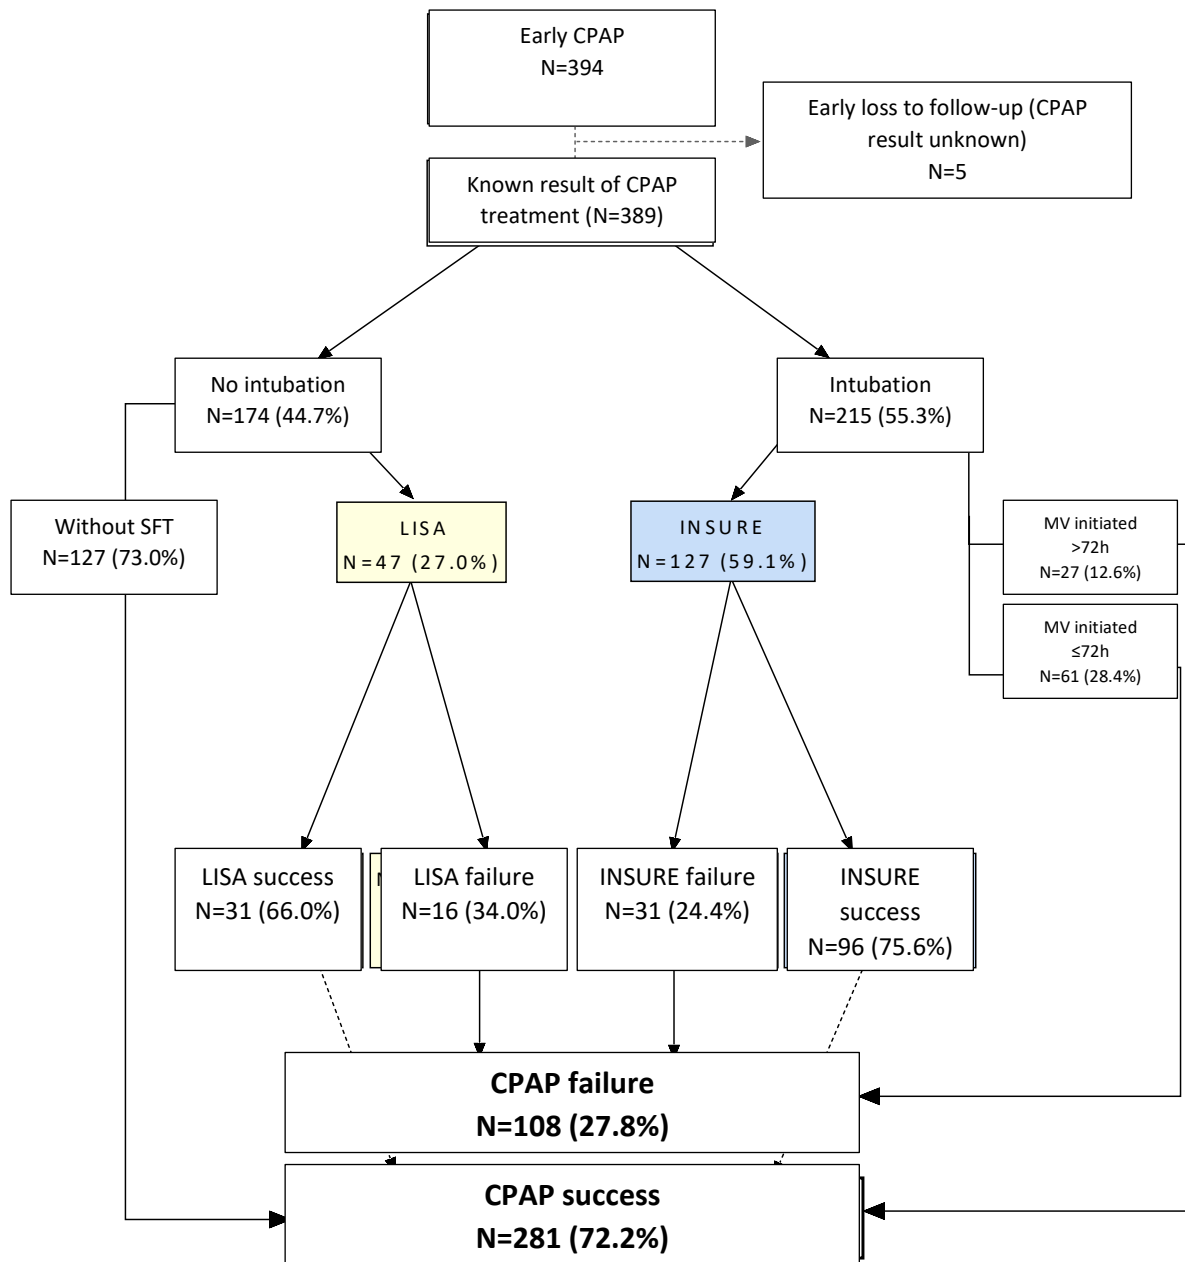 Early CPAP
N=394
Early loss to follow-up (CPAP
result unknown)
N=5
Known result of CPAP
treatment (N=389)
No intubation
N=174 (44.7%)
Intubation
N=215 (55.3%)
Without SFT
N=127 (73.0%)
LISA
N=47 (27.0%)
INSURE
N=127 (59.1%)
MV initiated
>72h
N=27 (12.6%)
MV initiated
≤72h
N=61 (28.4%)
LISA success
N=31 (66.0%)
LISA failure
N=16 (34.0%)
INSURE failure
N=31 (24.4%)
INSURE
success
N=96 (75.6%)
CPAP failure
N=108 (27.8%)
CPAP success
N=281 (72.2%)